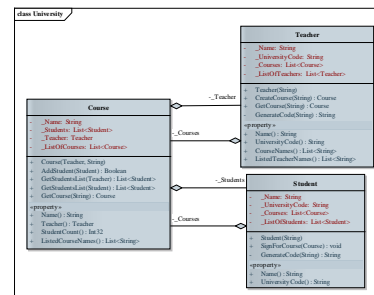 class University
Teacher
- _Name: String
- _UniversityCode: String
- _Courses: List<Course>
- _ListOfTeachers: List<Teacher>
+ Teacher(String)
+ CreateCourse(String) : Course
+ GetCourse(String) : Course
- GenerateCode(String) : String
«property»
+ Name() : String
+ UniversityCode() : String
+ CourseNames() : List<String>
+ ListedTeacherNames() : List<String>
Course
- _Name: String
- _Students: List<Student>
- _Teacher: Teacher
- _ListOfCourses: List<Course>
+ Course(Teacher, String)
+ AddStudent(Student) : Boolean
+ GetStudentsList(Teacher) : List<Student>
+ GetStudentsList(Student) : List<Student>
+ GetCourse(String) : Course
«property»
+ Name() : String
+ Teacher() : Teacher
+ StudentCount() : Int32
+ ListedCourseNames() : List<String>
-_Teacher
-_Courses
-_Students
-_Courses
Student
- _Name: String
- _UniversityCode: String
- _Courses: List<Course>
- _ListOfStudents: List<Student>
+ Student(String)
+ SignForCourse(Course) : void
- GenerateCode(String) : String
«property»
+ Name() : String
+ UniversityCode() : String